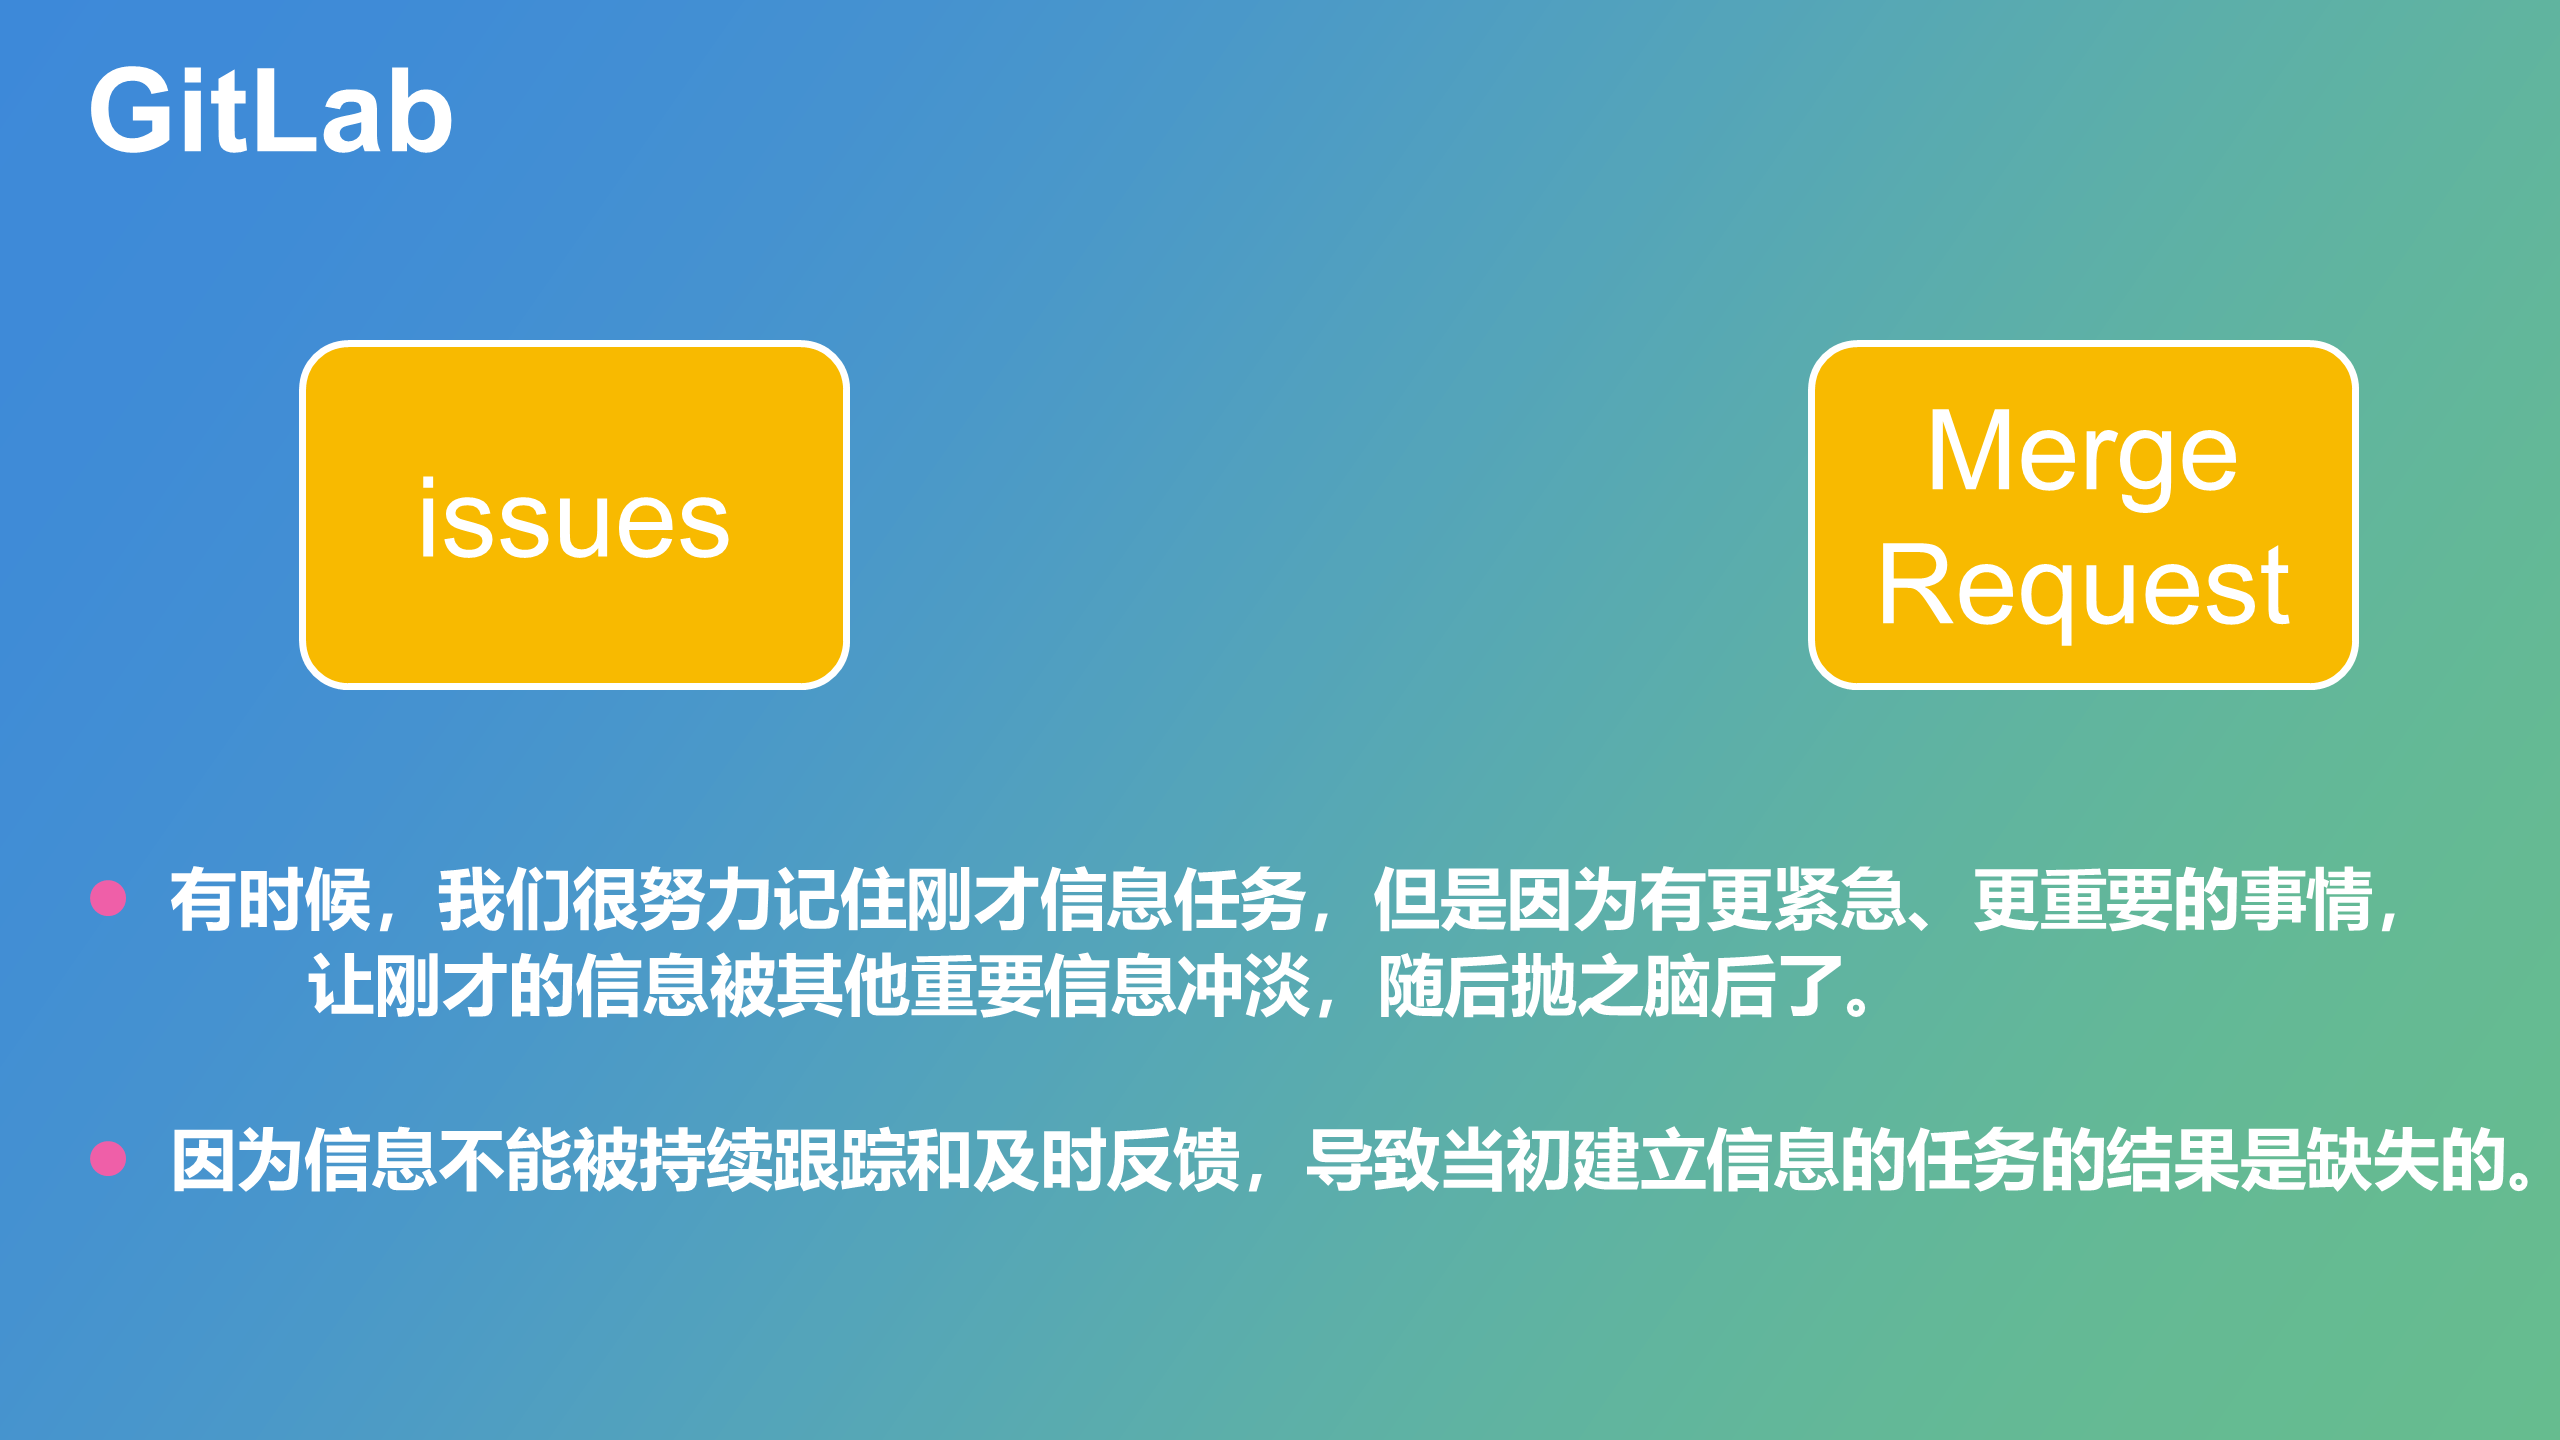 GitLab
issues
Merge
Request
有时候，我们很努力记住刚才信息任务，但是因为有更紧急、更重要的事情，
让刚才的信息被其他重要信息冲淡，随后抛之脑后了。
因为信息不能被持续跟踪和及时反馈，导致当初建立信息的任务的结果是缺失的。